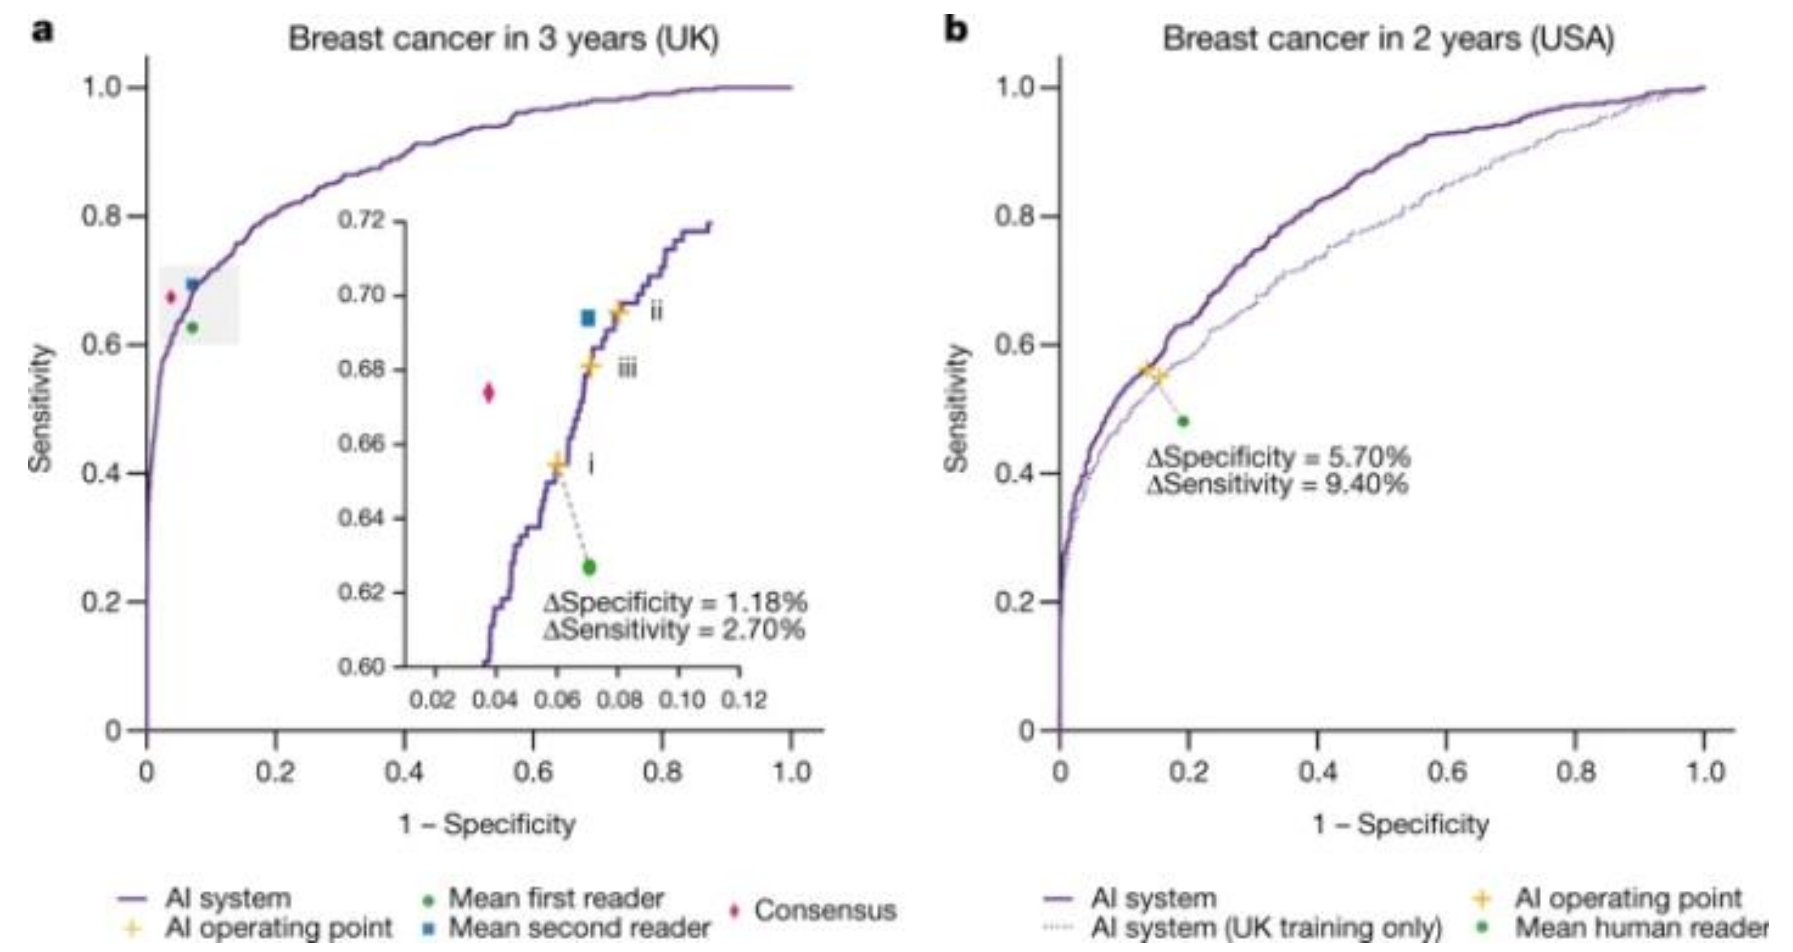 a
Breast cancer in 3 years (UK)
1.0
0.8
0.6
0.4
0.2
0
Sensitivity
0.72
0.70
0.68
0.66
0.64
0.62
0.60
ii
iii
i
ΔSpecificity = 1.18%
ΔSensitivity = 2.70%
0.02 0.04 0.06 0.08 0.10 0.12
0 0.2 0.4 0.6 0.8 1.0
1 – Specificity
AI system
AI operating point
Mean first reader
Mean second reader
Consensus
b
Breast cancer in 2 years (USA)
1.0
0.8
0.6
0.4
0.2
0
Sensitivity
ΔSpecificity = 5.70%
ΔSensitivity = 9.40%
0 0.2 0.4 0.6 0.8 1.0
1 – Specificity
AI system
AI system (UK training only)
AI operating point
Mean human reader